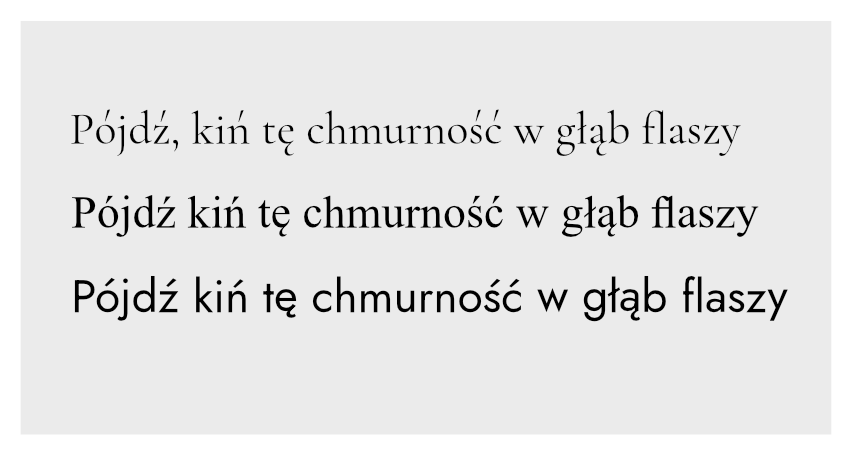 Pójdź, kiń tę chmurność w głąb flaszy
Pójdź kiń tę chmurność w głąb flaszy
Pójdź kiń tę chmurność w głąb flaszy